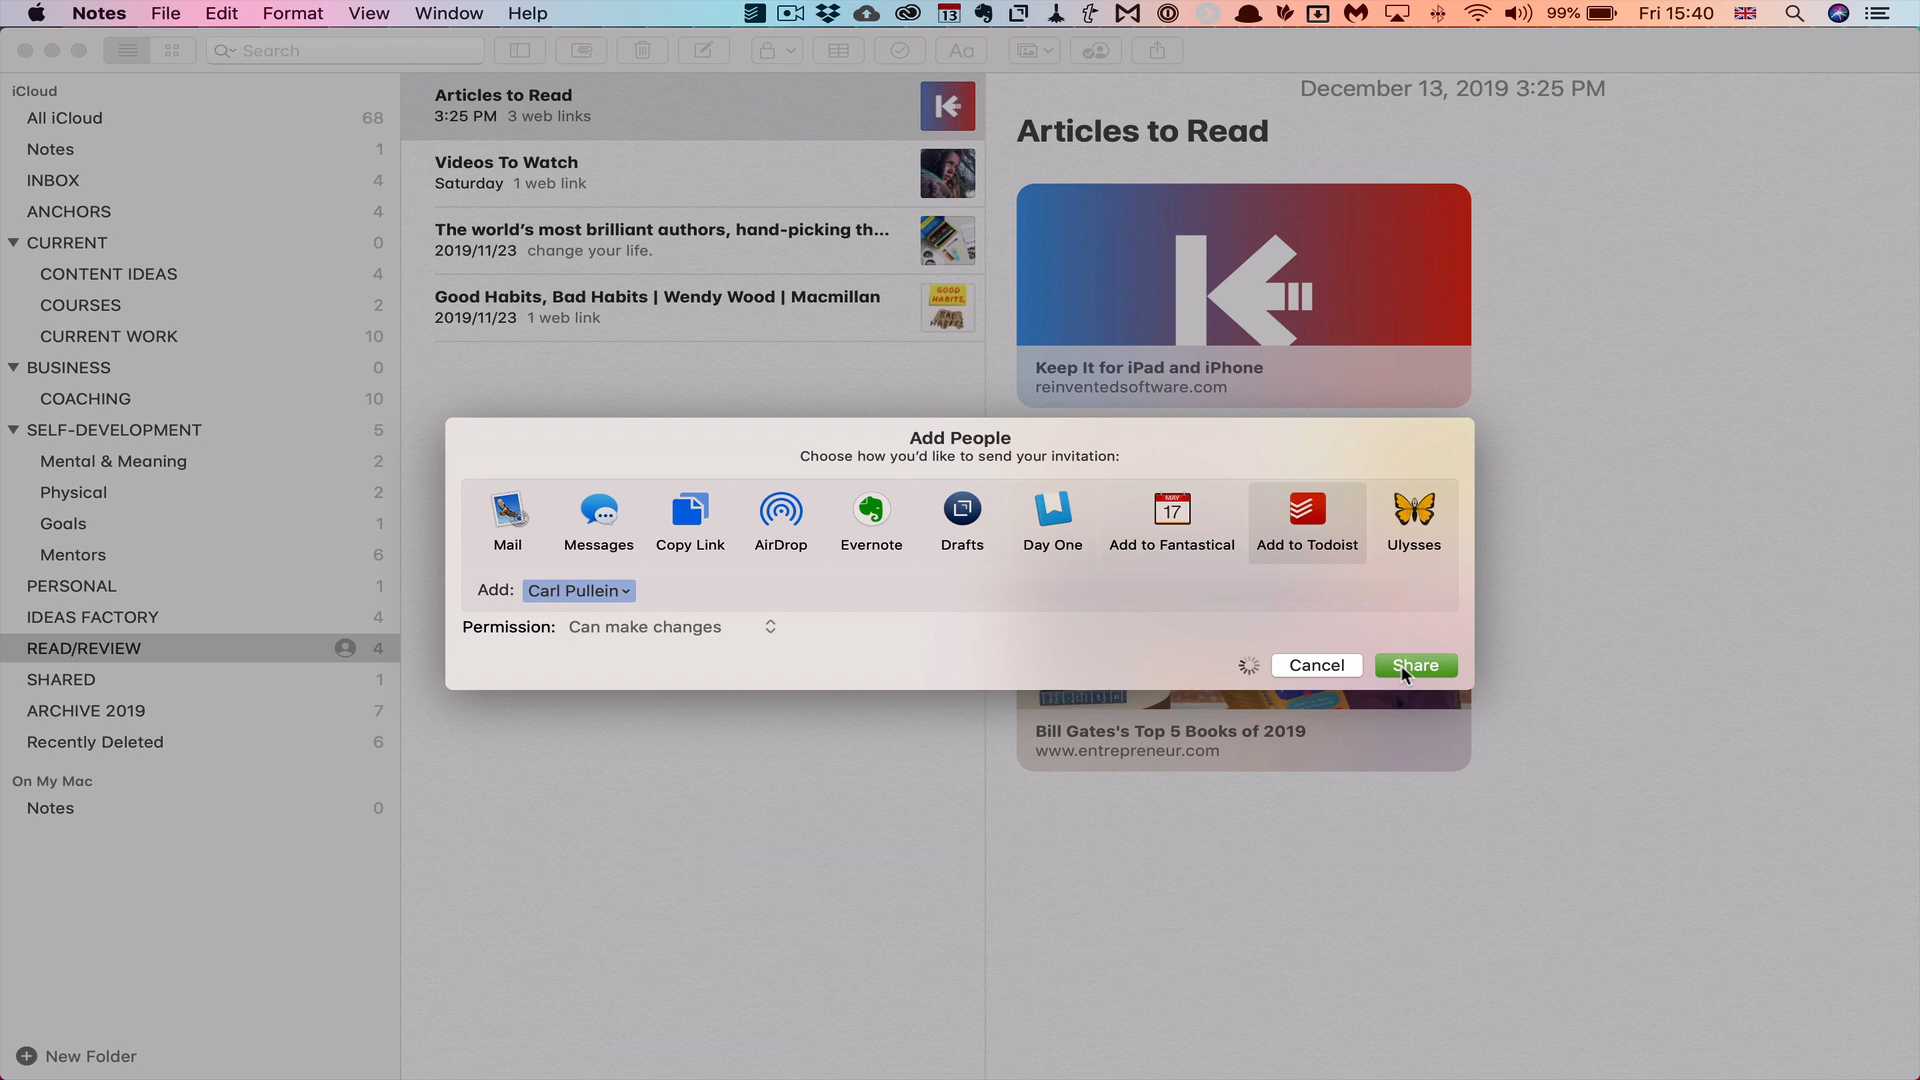 Notes File Edit Format View Window Help
99% Fri 15:40
Search
Aa
iCloud
All iCloud 68
Notes 1
INBOX 4
ANCHORS 4
CURRENT 0
CONTENT IDEAS 4
COURSES 2
CURRENT WORK 10
BUSINESS 0
COACHING 10
SELF-DEVELOPMENT 5
Mental & Meaning 2
Physical 2
Goals 1
Mentors 6
PERSONAL 1
IDEAS FACTORY 4
READ/REVIEW 4
SHARED 1
ARCHIVE 2019 7
Recently Deleted 6
On My Mac
Notes 0
New Folder
Articles to Read
3:25 PM 3 web links
Videos To Watch
Saturday 1 web link
The world's most brilliant authors, hand-picking th...
2019/11/23 change your life.
Good Habits, Bad Habits | Wendy Wood | Macmillan
2019/11/23 1 web link
GOOD
HABITS,
BAD
HABITS
December 13, 2019 3:25 PM
Articles to Read
Keep It for iPad and iPhone
reinventedsoftware.com
Add People
Choose how you'd like to send your invitation:
MAY
17
Mail Messages Copy Link AirDrop Evernote Drafts Day One Add to Fantastical Add to Todoist Ulysses
Add: Carl Pullein
Permission: Can make changes
Cancel Share
Bill Gates's Top 5 Books of 2019
www.entrepreneur.com